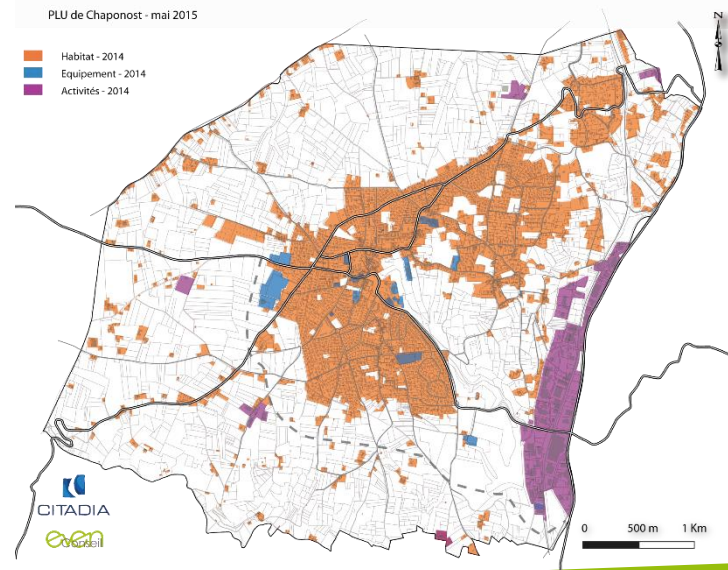 PLU de Chaponost - mai 2015
N
Habitat - 2014
Equipement - 2014
Activités - 2014
CITADIA
even
Conseil
0 500 m 1 Km